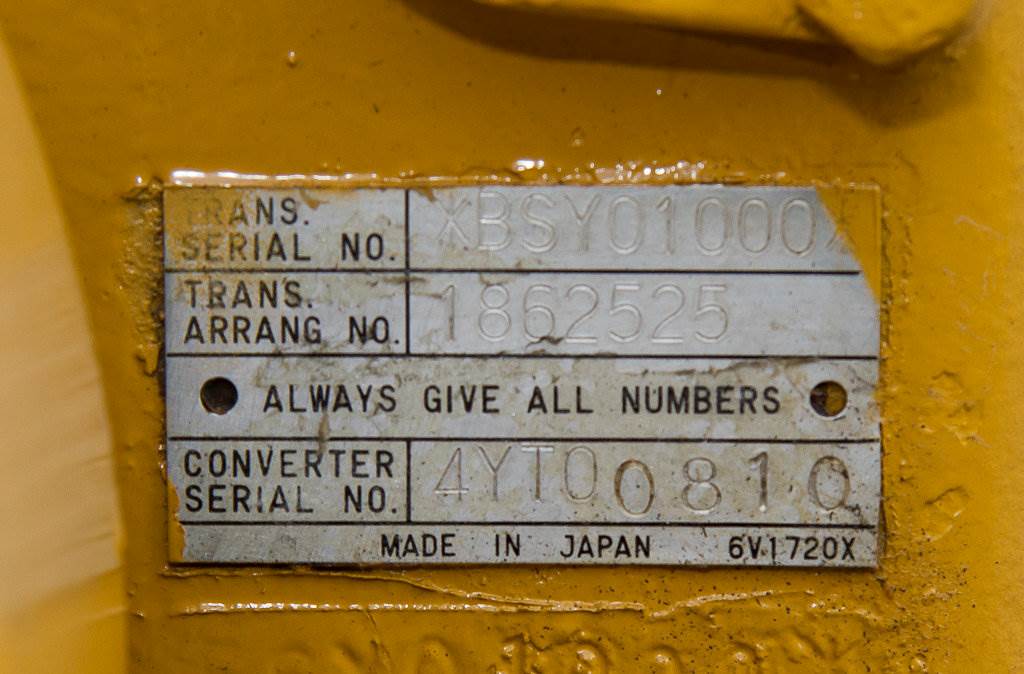 TRANS.
SERIAL NO.
XBSY01000X
TRANS.
ARRANG NO.
1862525
ALWAYS GIVE ALL NUMBERS
CONVERTER
SERIAL NO.
4YT00810
MADE IN JAPAN 6V1720X